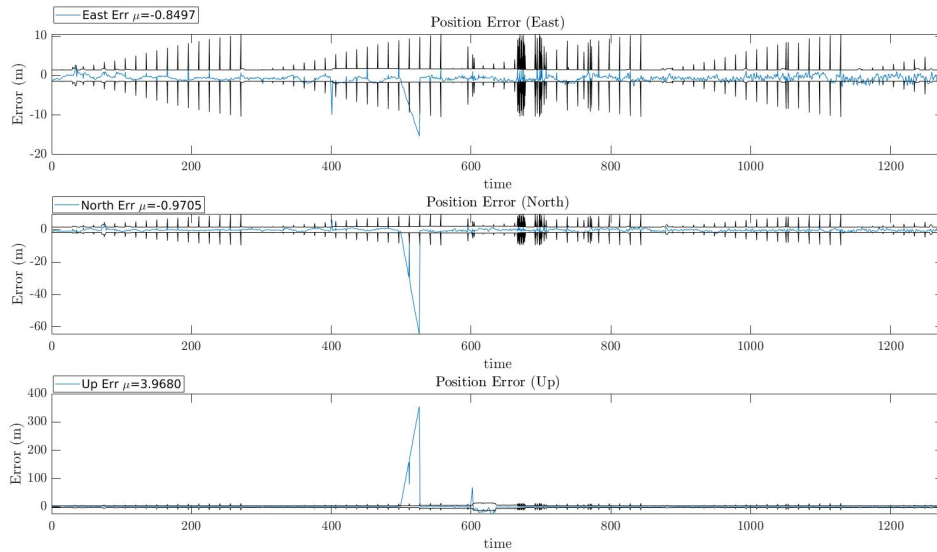 East Err μ=-0.8497
Position Error (East)
Error (m)
10
0
-10
-20
0 200 400 600 800 1000 1200
time
North Err μ=-0.9705
Position Error (North)
Error (m)
0
-20
-40
-60
0 200 400 600 800 1000 1200
time
Up Err μ=3.9680
Position Error (Up)
Error (m)
400
300
200
100
0
0 200 400 600 800 1000 1200
time